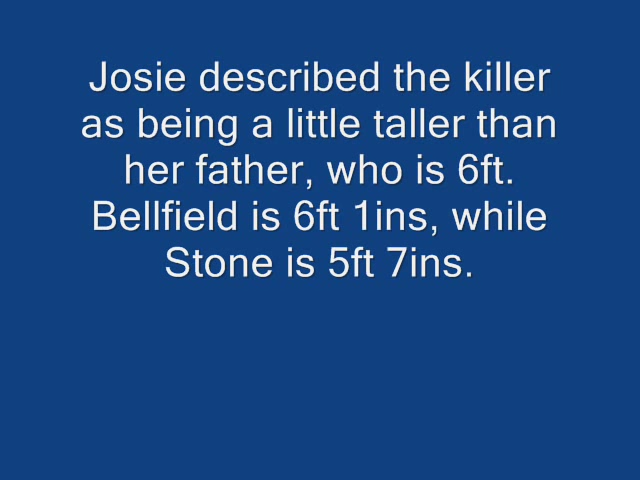 Josie described the killer
as being a little taller than
her father, who is 6ft.
Bellfield is 6ft 1ins, while
Stone is 5ft 7ins.